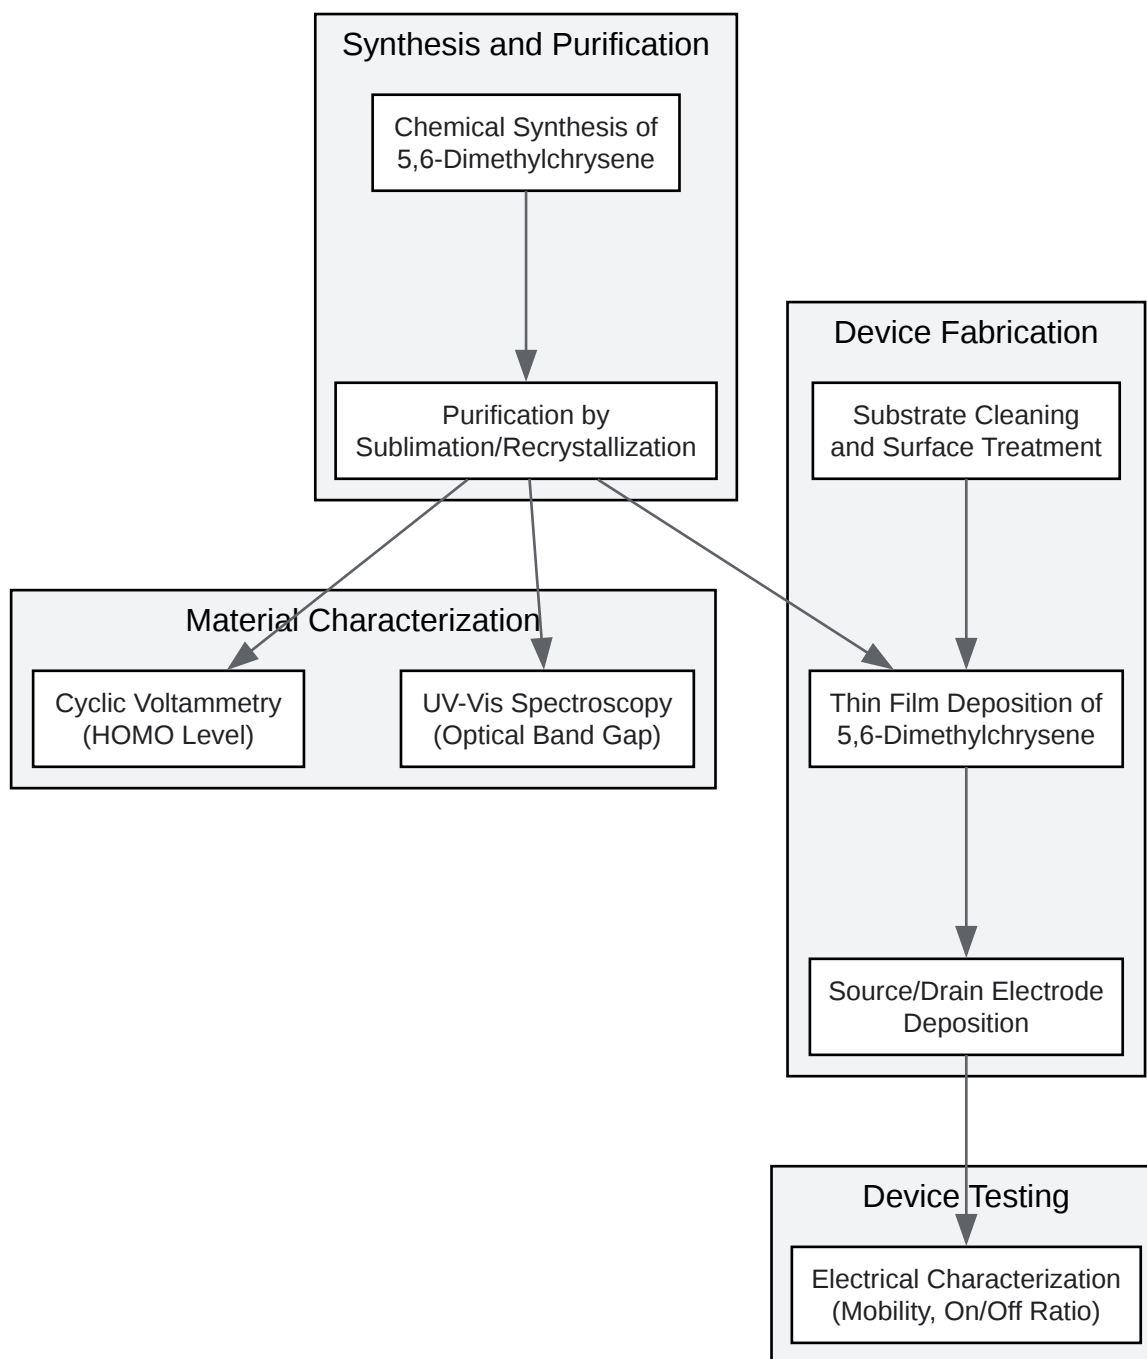 Synthesis and Purification
Chemical Synthesis of
5,6-Dimethylchrysene
Purification by
Sublimation/Recrystallization
Device Fabrication
Substrate Cleaning
and Surface Treatment
Material Characterization
Cyclic Voltammetry
(HOMO Level)
UV-Vis Spectroscopy
(Optical Band Gap)
Thin Film Deposition of
5,6-Dimethylchrysene
Source/Drain Electrode
Deposition
Device Testing
Electrical Characterization
(Mobility, On/Off Ratio)